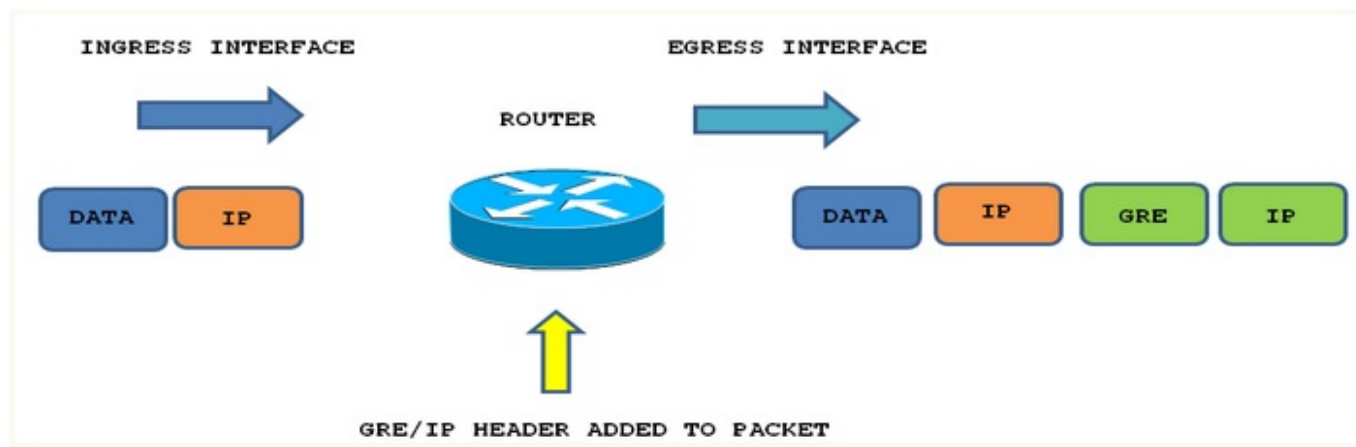 INGRESS INTERFACE
EGRESS INTERFACE
ROUTER
DATA
IP
DATA
IP
GRE
IP
GRE/IP HEADER ADDED TO PACKET